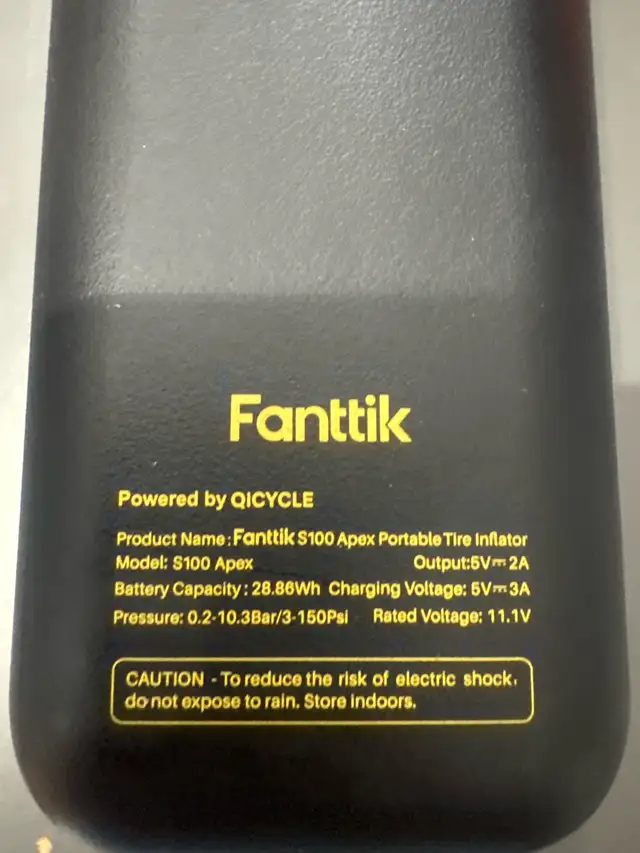 Fanttik
Powered by QICYCLE
Product Name: Fanttik S100 Apex Portable Tire Inflator
Model: S100 Apex Output:5V⎓2A
Battery Capacity: 28.86Wh Charging Voltage: 5V⎓3A
Pressure: 0.2-10.3Bar/3-150Psi Rated Voltage: 11.1V
CAUTION - To reduce the risk of electric shock,
do not expose to rain. Store indoors.